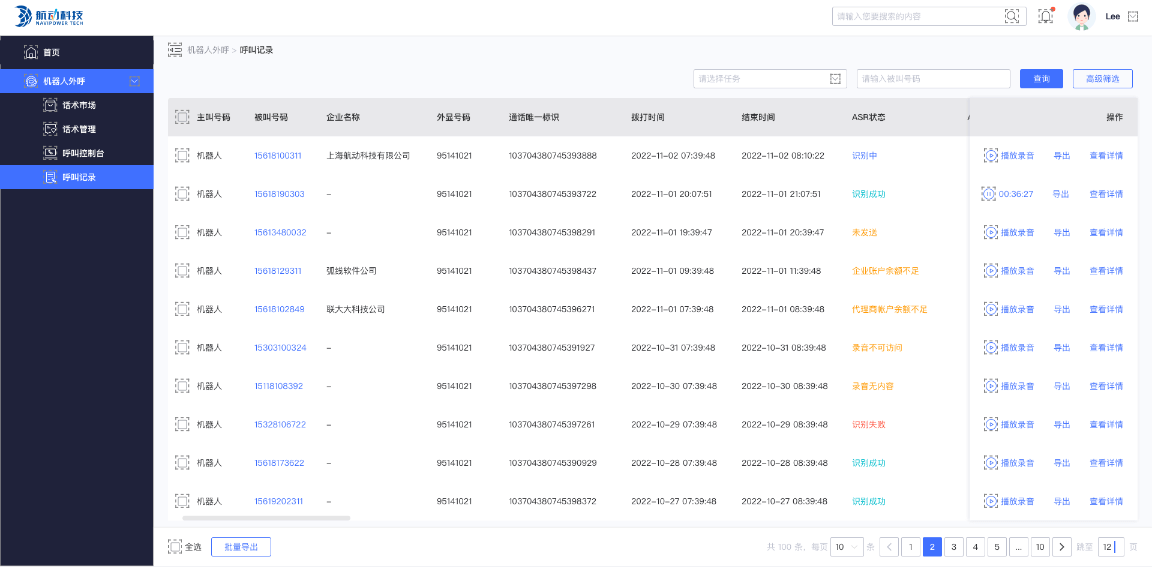 航动科技
NAVIPOWER TECH
请输入您要搜索的内容
Lee
首页
机器人外呼
话术市场
话术管理
呼叫控制台
呼叫记录
机器人外呼 > 呼叫记录
请选择任务 请输入被叫号码 查询 高级筛选
主叫号码 被叫号码 企业名称 外显号码 通话唯一标识 拨打时间 结束时间 ASR状态 操作
机器人 15618100311 上海航动科技有限公司 95141021 103704380745393888 2022-11-02 07:39:48 2022-11-02 08:10:22 识别中 播放录音 导出 查看详情
机器人 15618190303 - 95141021 103704380745393722 2022-11-01 20:07:51 2022-11-01 21:07:51 识别成功 00:36:27 导出 查看详情
机器人 15613480032 - 95141021 103704380745398291 2022-11-01 19:39:47 2022-11-01 20:39:47 未发送 播放录音 导出 查看详情
机器人 15618129311 弧线软件公司 95141021 103704380745398437 2022-11-01 09:39:48 2022-11-01 11:39:48 企业账户余额不足 播放录音 导出 查看详情
机器人 15618102849 联大大科技公司 95141021 103704380745396271 2022-11-01 07:39:48 2022-11-01 08:39:48 代理商帐户余额不足 播放录音 导出 查看详情
机器人 15303100324 - 95141021 103704380745391927 2022-10-31 07:39:48 2022-10-31 08:39:48 录音不可访问 播放录音 导出 查看详情
机器人 15118108392 - 95141021 103704380745397298 2022-10-30 07:39:48 2022-10-30 08:39:48 录音无内容 播放录音 导出 查看详情
机器人 15328106722 - 95141021 103704380745397261 2022-10-29 07:39:48 2022-10-29 08:39:48 识别失败 播放录音 导出 查看详情
机器人 15618173622 - 95141021 103704380745390929 2022-10-28 07:39:48 2022-10-28 08:39:48 识别成功 播放录音 导出 查看详情
机器人 15619202311 - 95141021 103704380745398372 2022-10-27 07:39:48 2022-10-27 08:39:48 识别成功 播放录音 导出 查看详情
全选 批量导出 共 100 条，每页 10 条 1 2 3 4 5 ... 10 跳至 12 页